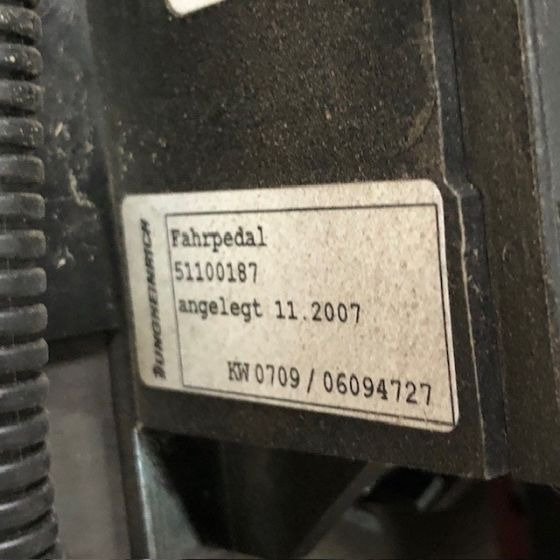 JUNGHEINRICH
Fahrpedal
51100187
angelegt 11.2007
KW 0709 / 06094727